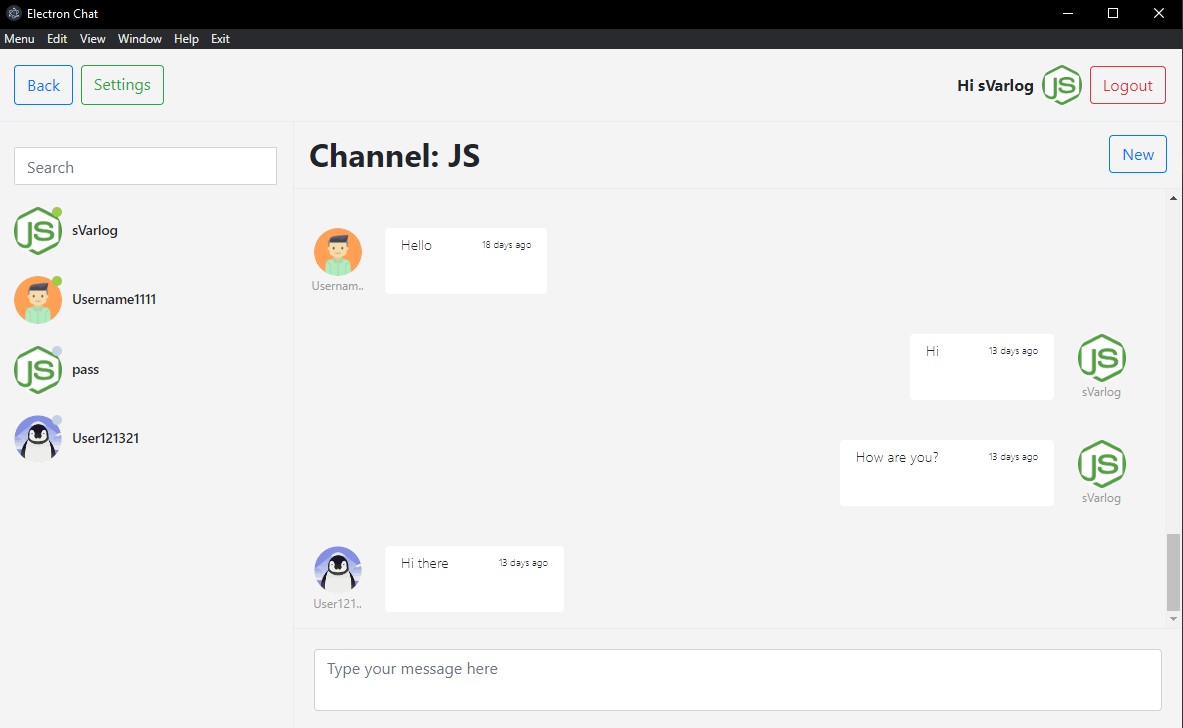 Electron Chat
Menu Edit View Window Help Exit
Back Settings Hi sVarlog JS Logout
Search
JS sVarlog
Username1111
JS pass
User121321
Channel: JS New
Hello 18 days ago
Usernam..
Hi 13 days ago JS
sVarlog
How are you? 13 days ago JS
sVarlog
Hi there 13 days ago
User121..
Type your message here